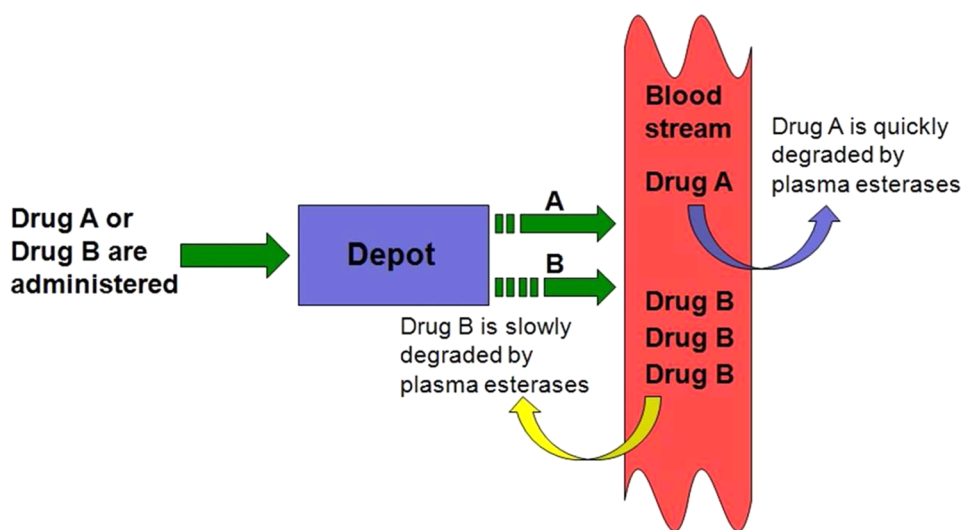 Drug A or
Drug B are
administered
Depot
A
B
Blood
stream
Drug A
Drug B
Drug B
Drug B
Drug A is quickly
degraded by
plasma esterases
Drug B is slowly
degraded by
plasma esterases